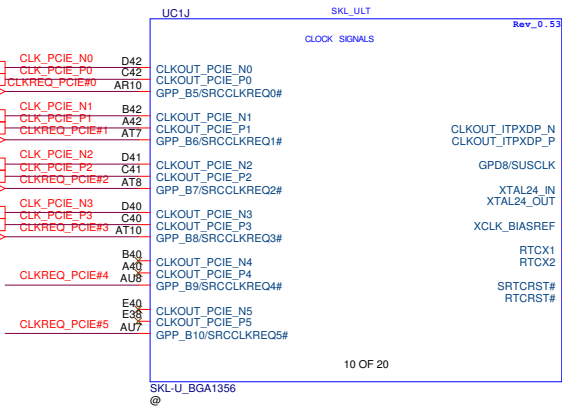 UC1J SKL_ULT
Rev_0.53
CLOCK SIGNALS
CLK_PCIE_N0 D42 CLKOUT_PCIE_N0
CLK_PCIE_P0 C42 CLKOUT_PCIE_P0
CLKREQ_PCIE#0 AR10 GPP_B5/SRCCLKREQ0#
CLK_PCIE_N1 B42 CLKOUT_PCIE_N1
CLK_PCIE_P1 A42 CLKOUT_PCIE_P1 CLKOUT_ITPXDP_N
CLKREQ_PCIE#1 AT7 GPP_B6/SRCCLKREQ1# CLKOUT_ITPXDP_P
CLK_PCIE_N2 D41 CLKOUT_PCIE_N2 GPD8/SUSCLK
CLK_PCIE_P2 C41 CLKOUT_PCIE_P2
CLKREQ_PCIE#2 AT8 GPP_B7/SRCCLKREQ2# XTAL24_IN
XTAL24_OUT
CLK_PCIE_N3 D40 CLKOUT_PCIE_N3
CLK_PCIE_P3 C40 CLKOUT_PCIE_P3 XCLK_BIASREF
CLKREQ_PCIE#3 AT10 GPP_B8/SRCCLKREQ3#
RTCX1
B40 CLKOUT_PCIE_N4 RTCX2
A40 CLKOUT_PCIE_P4
CLKREQ_PCIE#4 AU8 GPP_B9/SRCCLKREQ4# SRTCRST#
RTCRST#
E40 CLKOUT_PCIE_N5
E38 CLKOUT_PCIE_P5
CLKREQ_PCIE#5 AU7 GPP_B10/SRCCLKREQ5#
10 OF 20
SKL-U_BGA1356
@